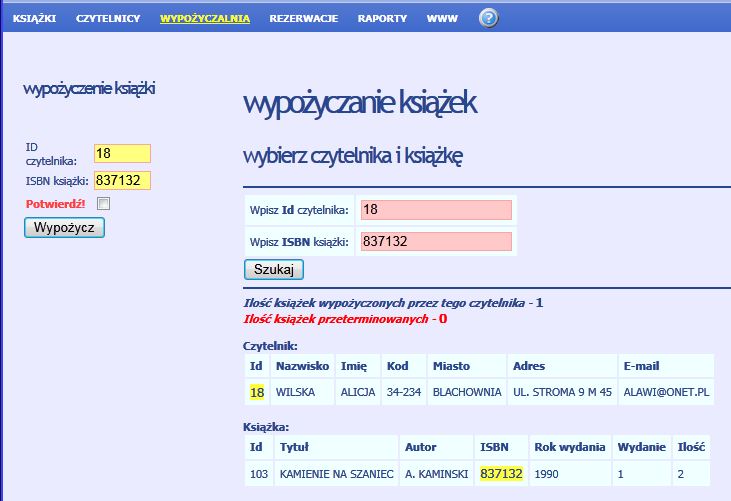 KSIĄŻKI CZYTELNICY WYPOŻYCZALNIA REZERWACJE RAPORTY WWW ?
wypożyczenie książki
ID
czytelnika: 18
ISBN książki: 837132
Potwierdź!
Wypożycz
wypożyczanie książek
wybierz czytelnika i książkę
Wpisz Id czytelnika: 18
Wpisz ISBN książki: 837132
Szukaj
Ilość książek wypożyczonych przez tego czytelnika - 1
Ilość książek przeterminowanych - 0
Czytelnik:
Id Nazwisko Imię Kod Miasto Adres E-mail
18 WILSKA ALICJA 34-234 BLACHOWNIA UL. STROMA 9 M 45 ALAWI@ONET.PL
Książka:
Id Tytuł Autor ISBN Rok wydania Wydanie Ilość
103 KAMIENIE NA SZANIEC A. KAMINSKI 837132 1990 1 2